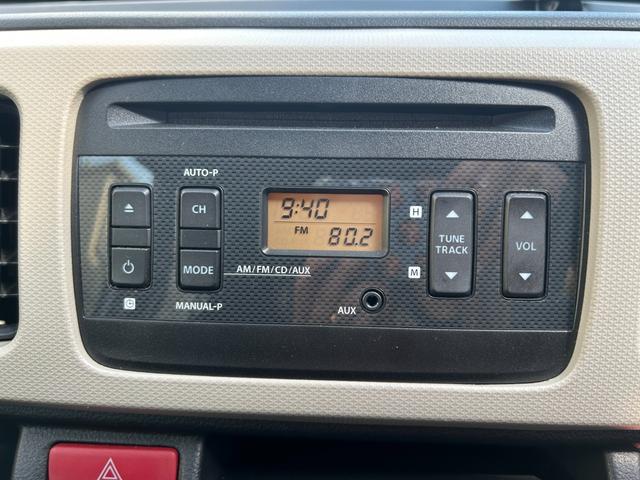 AUTO-P
CH
MODE
MANUAL-P
C
9:40
FM
80.2
AM/FM/CD/AUX
AUX
H
M
TUNE
TRACK
VOL